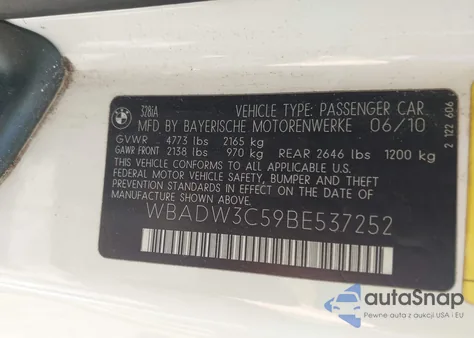 BMW
328iA
VEHICLE TYPE: PASSENGER CAR
MFD BY BAYERISCHE MOTORENWERKE 06/10
GVWR 4773 lbs 2165 kg
GAWR FRONT 2138 lbs 970 kg REAR 2646 lbs 1200 kg
THIS VEHICLE CONFORMS TO ALL APPLICABLE
FEDERAL MOTOR VEHICLE SAFETY, BUMPER AND THEFT
STANDARDS IN EFFECT ON THE DATE OF
MANUFACTURE SHOWN ABOVE.
WBADW3C59BE537252
2 122 606
autoSnap
Pewne auta z aukcji USA i EU